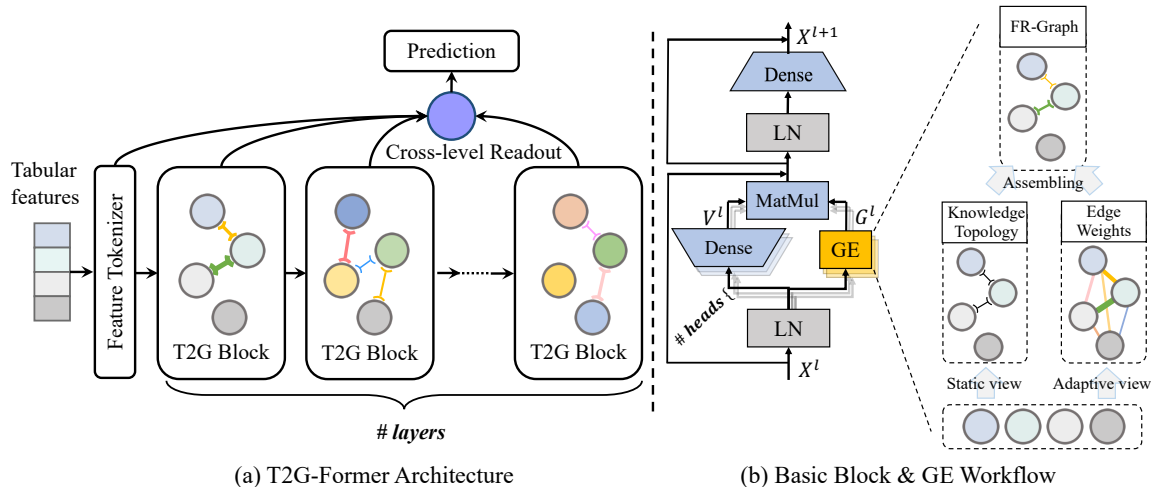 Prediction
Cross-level Readout
Tabular
features
Feature Tokenizer
T2G Block
T2G Block
T2G Block
# layers
(a) T2G-Former Architecture
X^{l+1}
Dense
LN
MatMul
V^l
G^l
Dense
GE
# heads {
LN
X^l
FR-Graph
Assembling
Knowledge
Topology
Edge
Weights
Static view
Adaptive view
(b) Basic Block & GE Workflow